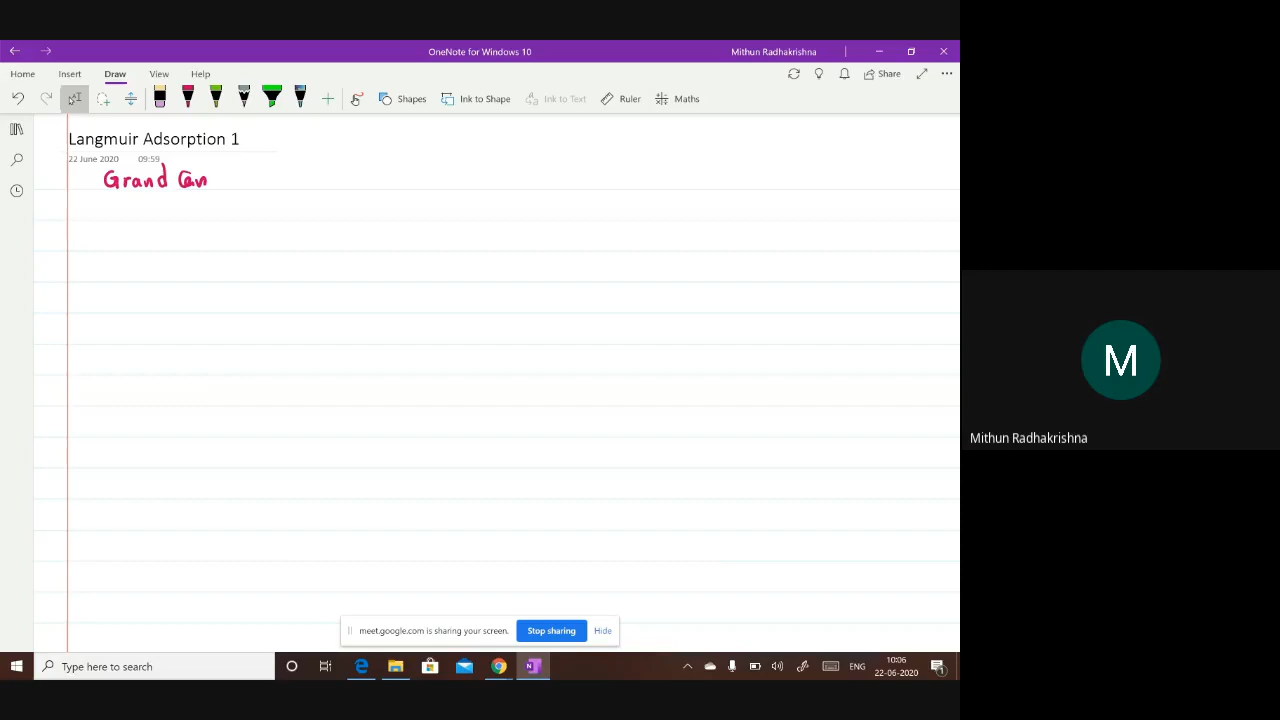 OneNote for Windows 10
Mithun Radhakrishna
Home Insert Draw View Help
Share
Shapes Ink to Shape Ink to Text Ruler Maths
Langmuir Adsorption 1
22 June 2020 09:59
Grand Can
M
Mithun Radhakrishna
meet.google.com is sharing your screen. Stop sharing Hide
Type here to search
ENG
10:06
22-06-2020
1